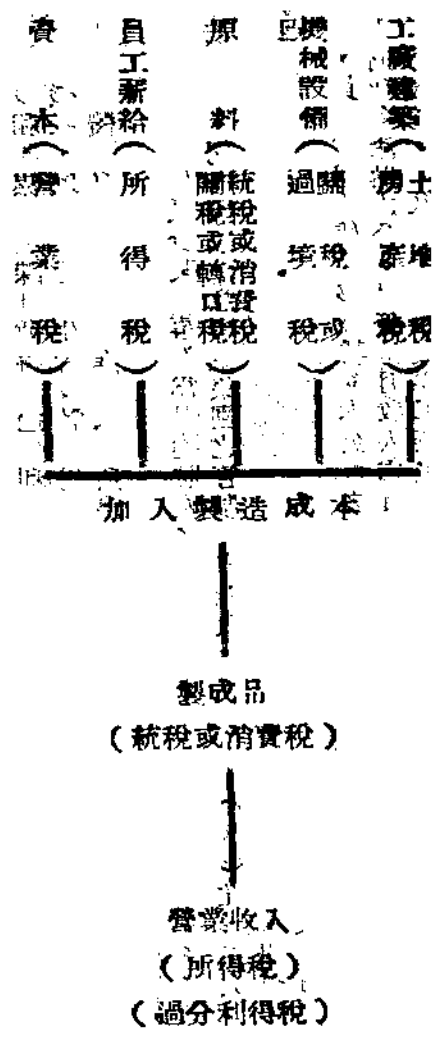 工廠建築（土地稅房產稅）
機械設備（關稅或過境稅）
原料（統稅或消費稅關稅或轉口稅）
員工薪給（所得稅）
資本（營業稅）
加入製造成本
製成品
（統稅或消費稅）
營業收入
（所得稅）
（過分利得稅）